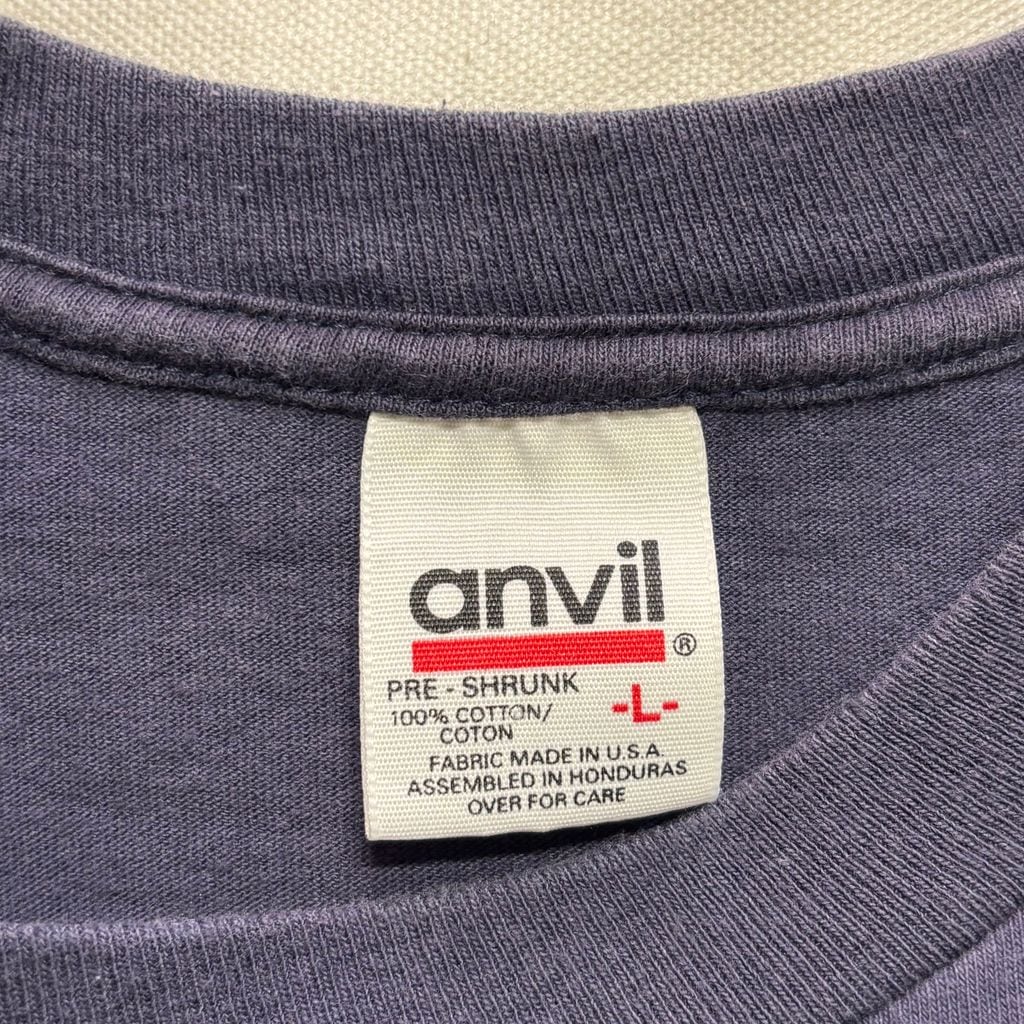 anvil
®
PRE - SHRUNK
-L-
100% COTTON/
COTON
FABRIC MADE IN U.S.A.
ASSEMBLED IN HONDURAS
OVER FOR CARE